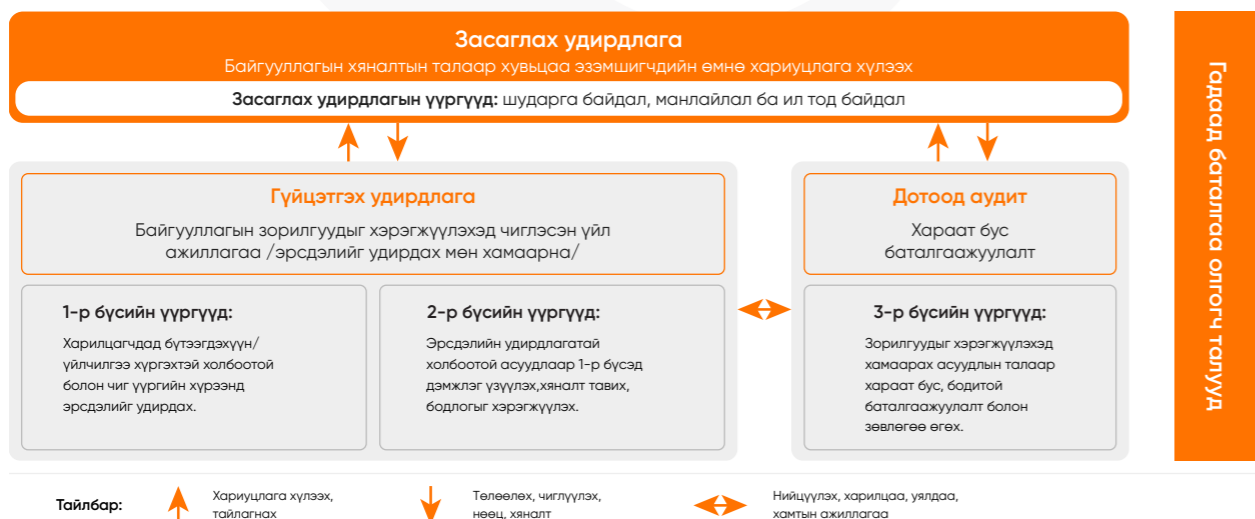 Засаглах удирдлага
Байгууллагын хяналтын талаар хувьцаа эзэмшигчдийн өмнө хариуцлага хүлээх
Засаглах удирдлагын үүргүүд: шударга байдал, манлайлал ба ил тод байдал
Гүйцэтгэх удирдлага
Байгууллагын зорилгуудыг хэрэгжүүлэхэд чиглэсэн үйл
ажиллагаа /эрсдэлийг удирдах мөн хамаарна/
1-р бүсийн үүргүүд:
Харилцагчдад бүтээгдэхүүн/
үйлчилгээ хүргэхтэй холбоотой
болон чиг үүргийн хүрээнд
эрсдэлийг удирдах.
2-р бүсийн үүргүүд:
Эрсдэлийн удирдлагатай
холбоотой асуудлаар 1-р бүсэд
дэмжлэг үзүүлэх,хяналт тавих,
бодлогыг хэрэгжүүлэх.
Дотоод аудит
Хараат бус
баталгаажуулалт
3-р бүсийн үүргүүд:
Зорилгуудыг хэрэгжүүлэхэд
хамаарах асуудлын талаар
хараат бус, бодитой
баталгаажуулалт болон
зөвлөгөө өгөх.
Гадаад баталгаа олгогч талууд
Тайлбар:
Хариуцлага хүлээх,
тайлагнах
Төлөөлөх, чиглүүлэх,
нөөц, хяналт
Нийцүүлэх, харилцаа, уялдаа,
хамтын ажиллагаа